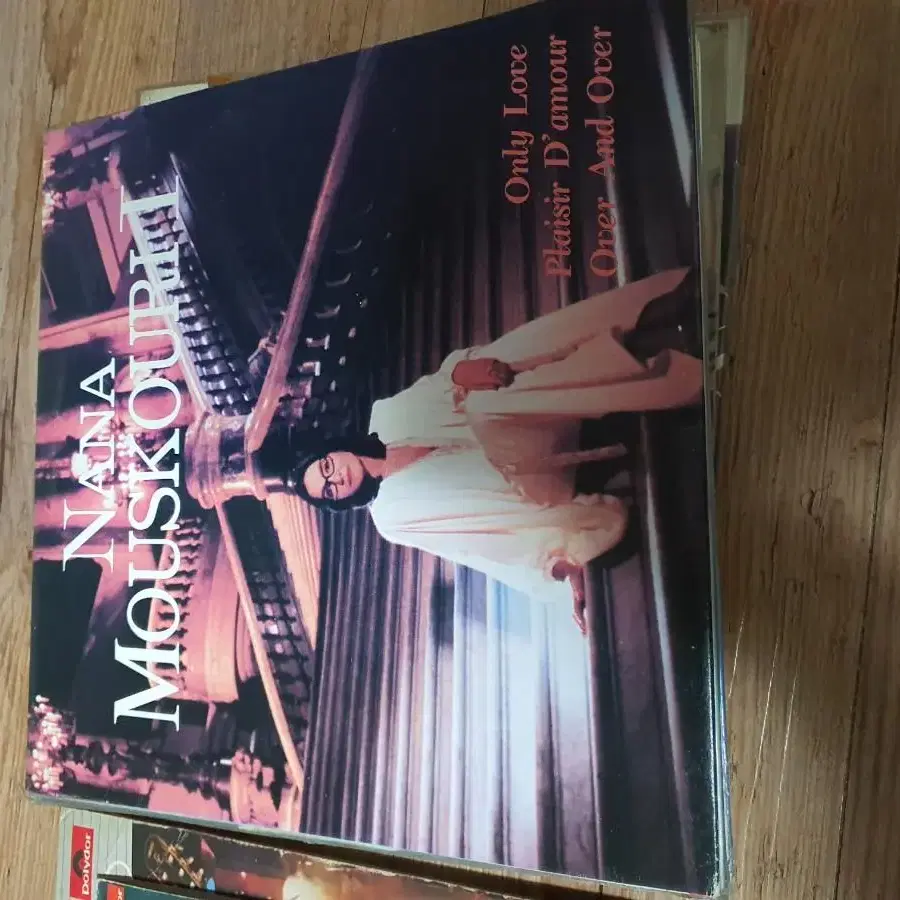 NANA
MOUSKOURI I
Only Love
Plaisir D'amour
Over And Over
Polydor